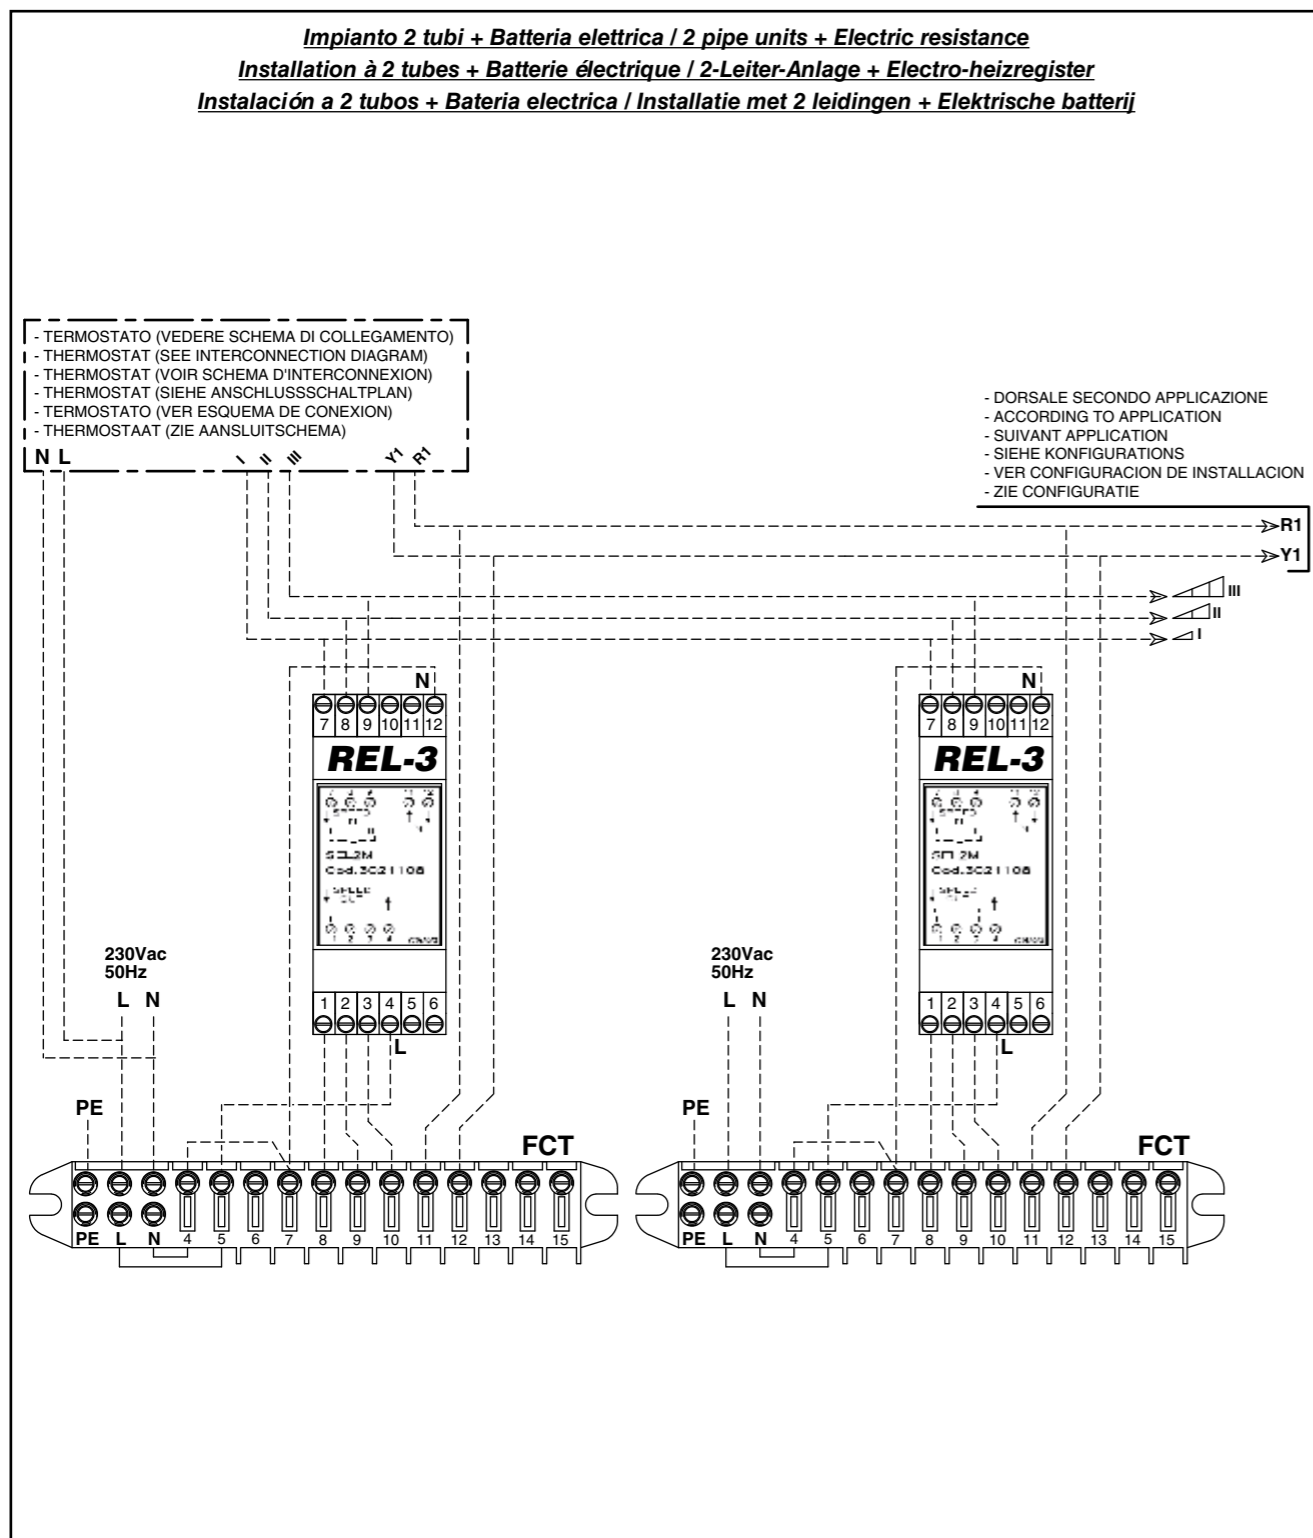 Impianto 2 tubi + Batteria elettrica / 2 pipe units + Electric resistance
Installation à 2 tubes + Batterie électrique / 2-Leiter-Anlage + Electro-heizregister
Instalación a 2 tubos + Bateria electrica / Installatie met 2 leidingen + Elektrische batterij
- TERMOSTATO (VEDERE SCHEMA DI COLLEGAMENTO)
- THERMOSTAT (SEE INTERCONNECTION DIAGRAM)
- THERMOSTAT (VOIR SCHEMA D'INTERCONNEXION)
- THERMOSTAT (SIEHE ANSCHLUSSSCHALTPLAN)
- TERMOSTATO (VER ESQUEMA DE CONEXION)
- THERMOSTAAT (ZIE AANSLUITSCHEMA)
N L I II III Y1 R1
- DORSALE SECONDO APPLICAZIONE
- ACCORDING TO APPLICATION
- SUIVANT APPLICATION
- SIEHE KONFIGURATIONS
- VER CONFIGURACION DE INSTALLACION
- ZIE CONFIGURATIE
R1
Y1
III
II
I
N
7 8 9 10 11 12
REL-3
Cod.3021108
1 2 3 4 5 6
L
N
7 8 9 10 11 12
REL-3
Cod.3021108
1 2 3 4 5 6
L
230Vac
50Hz
L N
PE
FCT
PE L N 4 5 6 7 8 9 10 11 12 13 14 15
230Vac
50Hz
L N
PE
FCT
PE L N 4 5 6 7 8 9 10 11 12 13 14 15